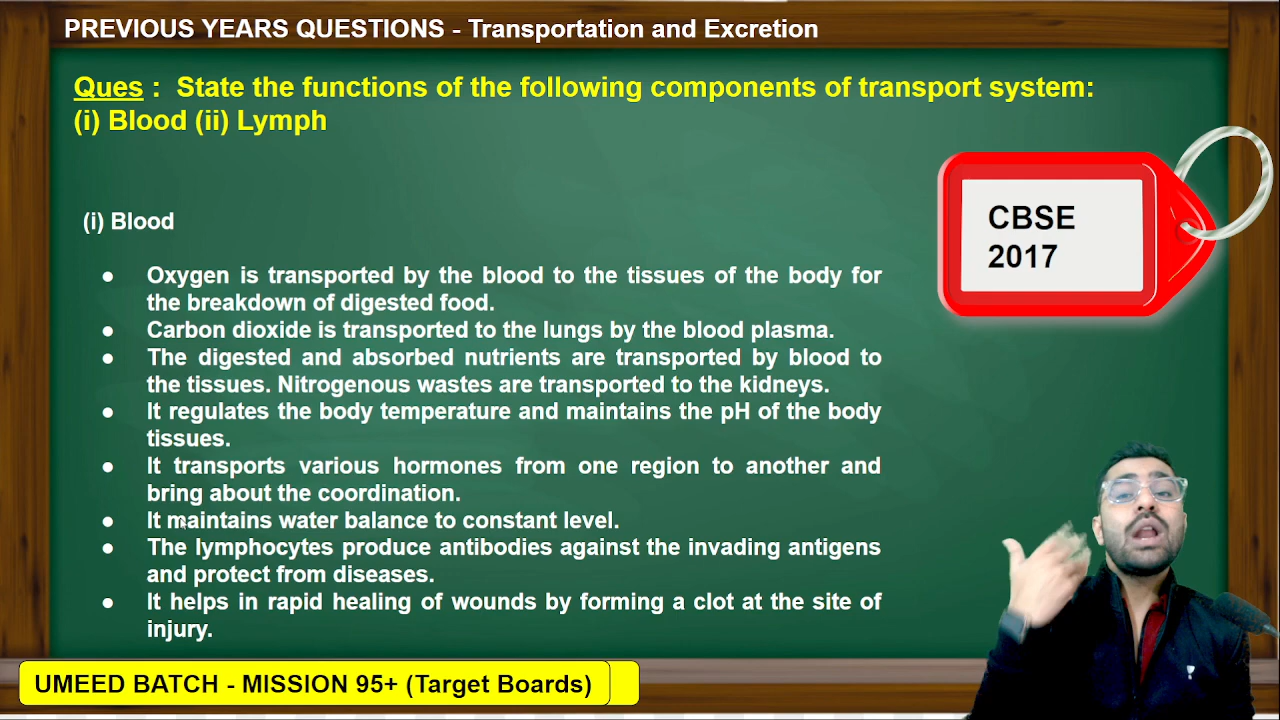 PREVIOUS YEARS QUESTIONS - Transportation and Excretion
Ques : State the functions of the following components of transport system:
(i) Blood (ii) Lymph
CBSE
2017
(i) Blood
● Oxygen is transported by the blood to the tissues of the body for
the breakdown of digested food.
● Carbon dioxide is transported to the lungs by the blood plasma.
● The digested and absorbed nutrients are transported by blood to
the tissues. Nitrogenous wastes are transported to the kidneys.
● It regulates the body temperature and maintains the pH of the body
tissues.
● It transports various hormones from one region to another and
bring about the coordination.
● It maintains water balance to constant level.
● The lymphocytes produce antibodies against the invading antigens
and protect from diseases.
● It helps in rapid healing of wounds by forming a clot at the site of
injury.
UMEED BATCH - MISSION 95+ (Target Boards)